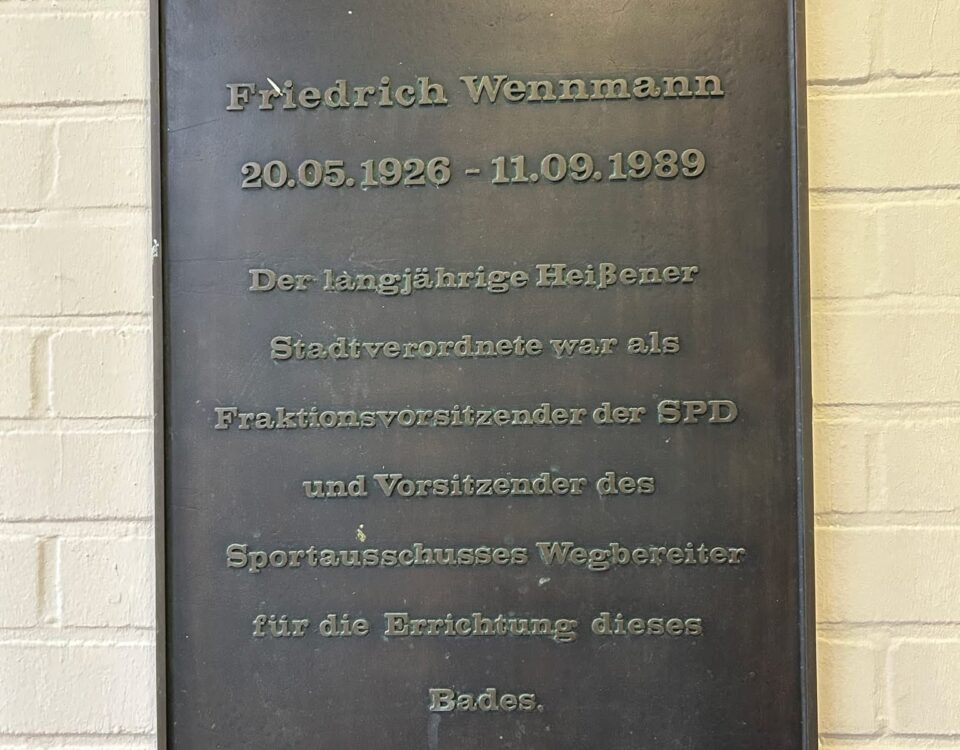 Friedrich Wennmann
20.05.1926 - 11.09.1989
Der langjährige Heißener
Stadtverordnete war als
Fraktionsvorsitzender der SPD
und Vorsitzender des
Sportausschusses Wegbereiter
für die Errichtung dieses
Bades.